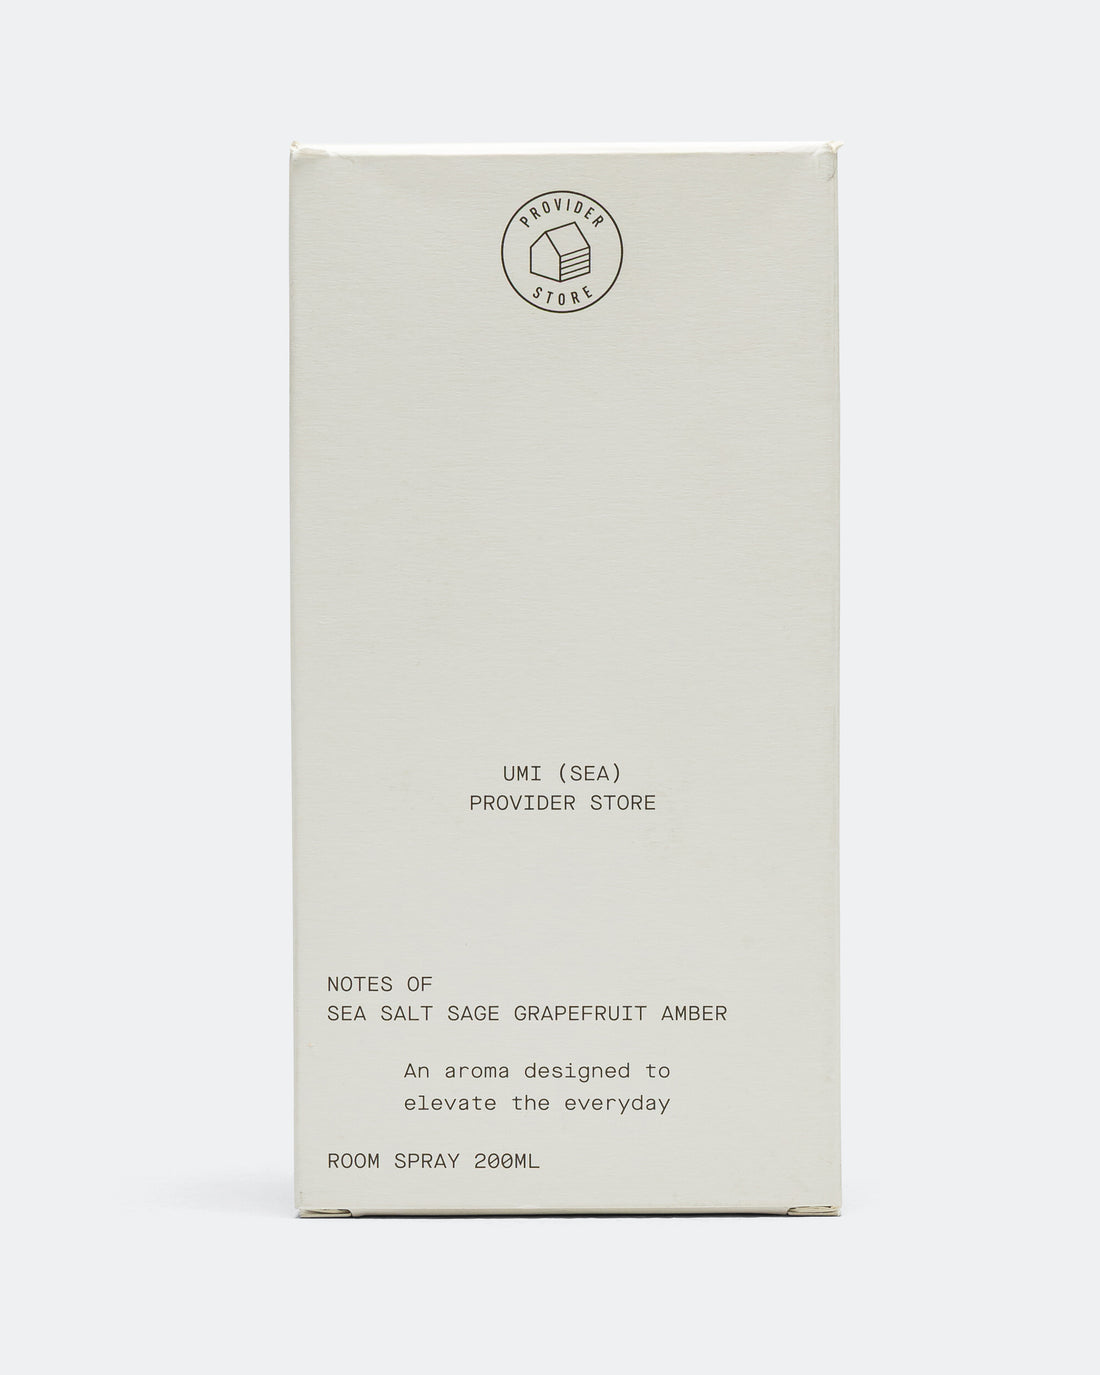 PROVIDER
STORE
UMI (SEA)
PROVIDER STORE
NOTES OF
SEA SALT SAGE GRAPEFRUIT AMBER
An aroma designed to
elevate the everyday
ROOM SPRAY 200ML